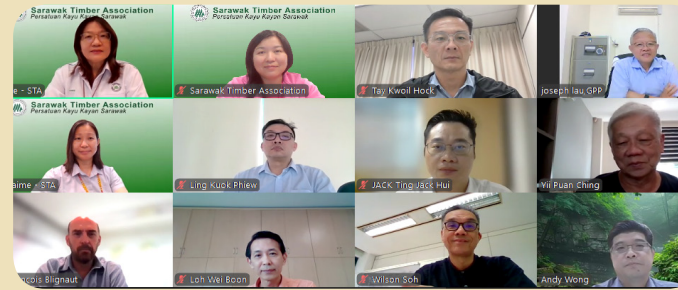 Sarawak Timber Association
Persatuan Kayu Kayan Sarawak
Sarawak Timber Association
Persatuan Kayu Kayan Sarawak
e - STA
Sarawak Timber Association
Tay Kwoil Hock
joseph lau GPP
Sarawak Timber Association
Persatuan Kayu Kayan Sarawak
aime - STA
Ling Kuok Phiew
JACK Ting Jack Hui
Yii Puan Ching
ncois Blignaut
Loh Wei Boon
Wilson Soh
Andy Wong